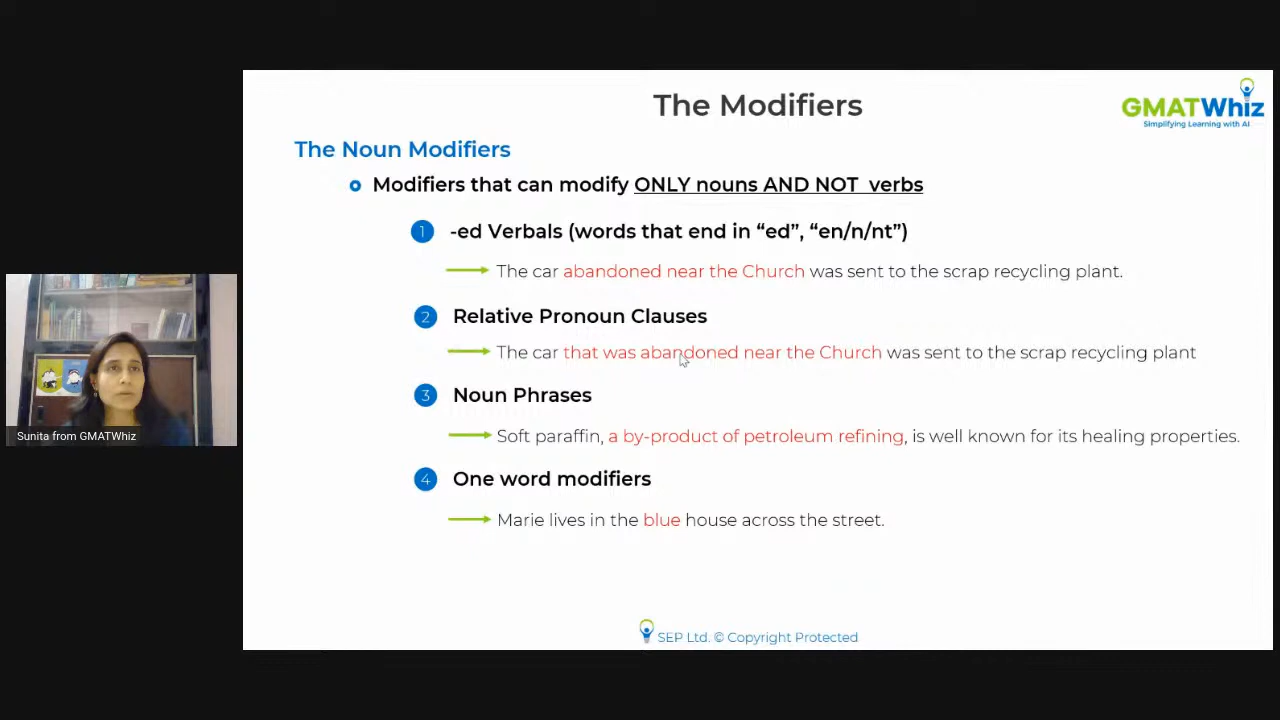 The Modifiers
GMATWhiz
Simplifying Learning with AI
The Noun Modifiers
Modifiers that can modify ONLY nouns AND NOT verbs
1 -ed Verbals (words that end in “ed”, “en/n/nt”)
The car abandoned near the Church was sent to the scrap recycling plant.
2 Relative Pronoun Clauses
The car that was abandoned near the Church was sent to the scrap recycling plant
3 Noun Phrases
Soft paraffin, a by-product of petroleum refining, is well known for its healing properties.
4 One word modifiers
Marie lives in the blue house across the street.
Sunita from GMATWhiz
SEP Ltd. © Copyright Protected